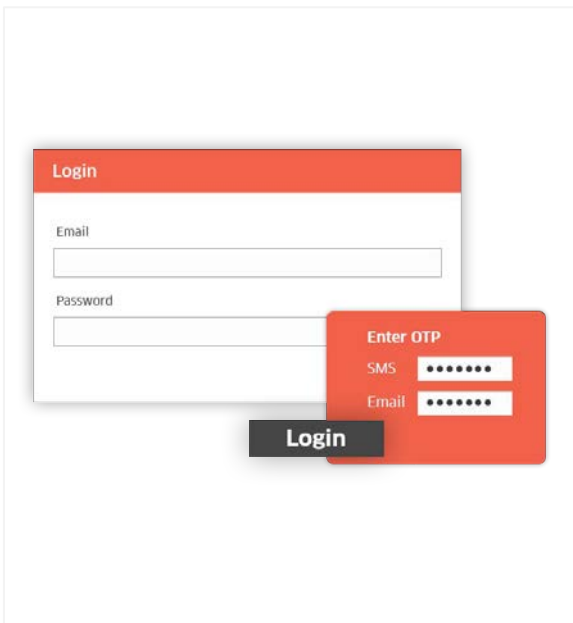 Login
Email
Password
Enter OTP
SMS •••••••
Email •••••••
Login